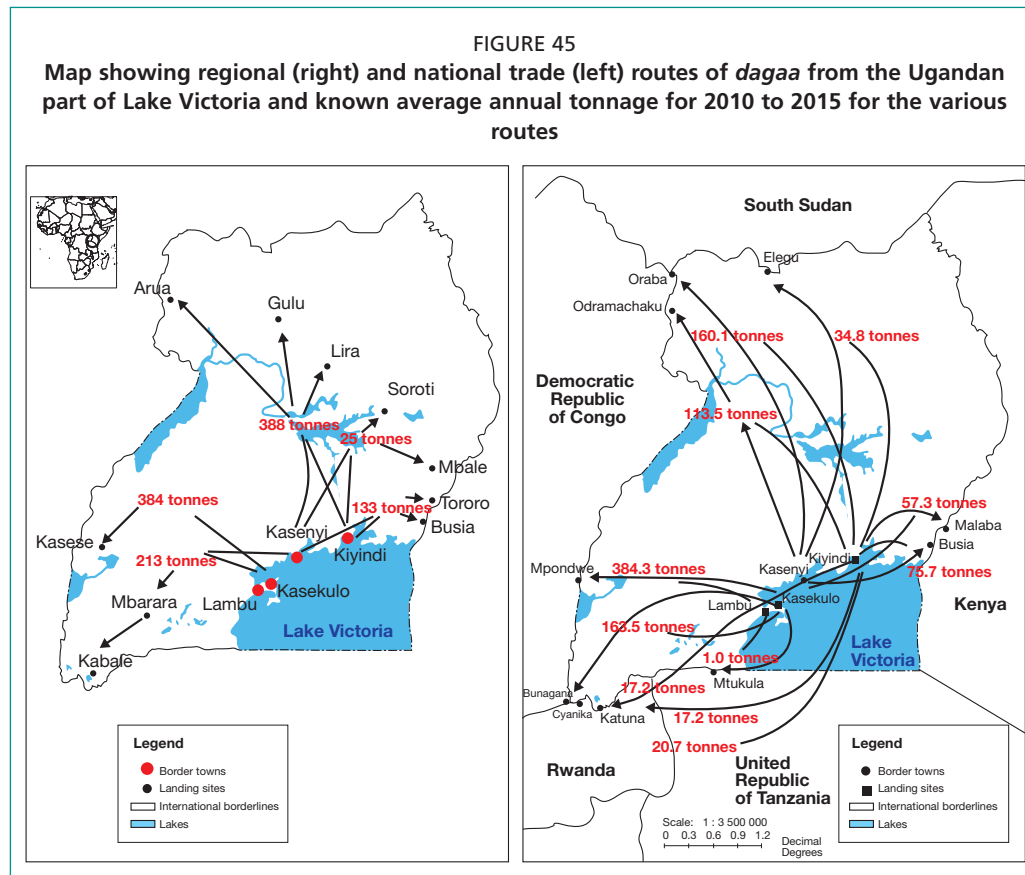 FIGURE 45
Map showing regional (right) and national trade (left) routes of dagaa from the Ugandan
part of Lake Victoria and known average annual tonnage for 2010 to 2015 for the various
routes
Arua
Gulu
Lira
Soroti
388 tonnes
25 tonnes
Mbale
384 tonnes
Tororo
133 tonnes
Busia
Kasenyi
Kiyindi
Kasese
213 tonnes
Kasekulo
Lambu
Mbarara
Lake Victoria
Kabale
Legend
Border towns
Landing sites
International borderlines
Lakes
South Sudan
Elegu
Oraba
Odramachaku
160.1 tonnes
34.8 tonnes
Democratic
Republic
of Congo
113.5 tonnes
57.3 tonnes
Malaba
Kiyindi
Busia
Kasenyi
Mpondwe
384.3 tonnes
75.7 tonnes
Kasekulo
Lambu
Kenya
163.5 tonnes
Lake
Victoria
1.0 tonnes
Mtukula
17.2 tonnes
Bunagana
Cyanika
Katuna
17.2 tonnes
20.7 tonnes
United
Republic
of Tanzania
Rwanda
Legend
Border towns
Landing sites
International borderlines
Lakes
Scale: 1 : 3 500 000
0 0.3 0.6 0.9 1.2
Decimal
Degrees